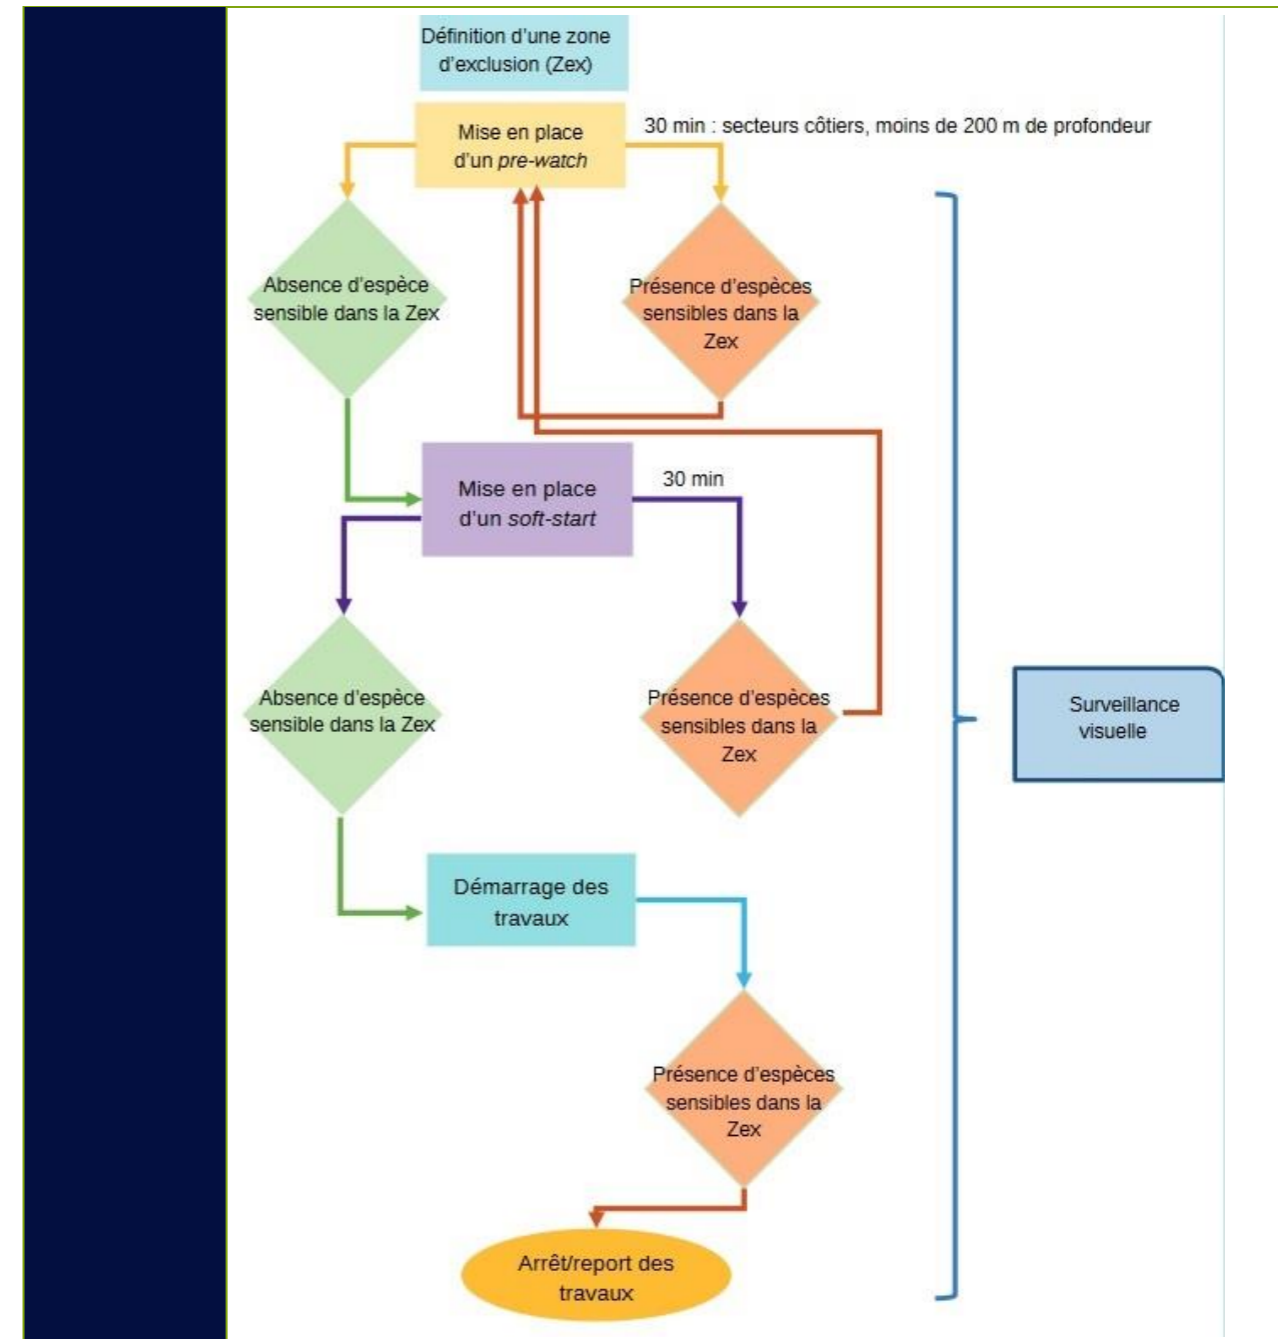 Définition d'une zone
d'exclusion (Zex)
Mise en place
d'un pre-watch
30 min : secteurs côtiers, moins de 200 m de profondeur
Absence d'espèce
sensible dans la Zex
Présence d'espèces
sensibles dans la
Zex
Mise en place
d'un soft-start
30 min
Absence d'espèce
sensible dans la Zex
Présence d'espèces
sensibles dans la
Zex
Surveillance
visuelle
Démarrage des
travaux
Présence d'espèces
sensibles dans la
Zex
Arrêt/report des
travaux